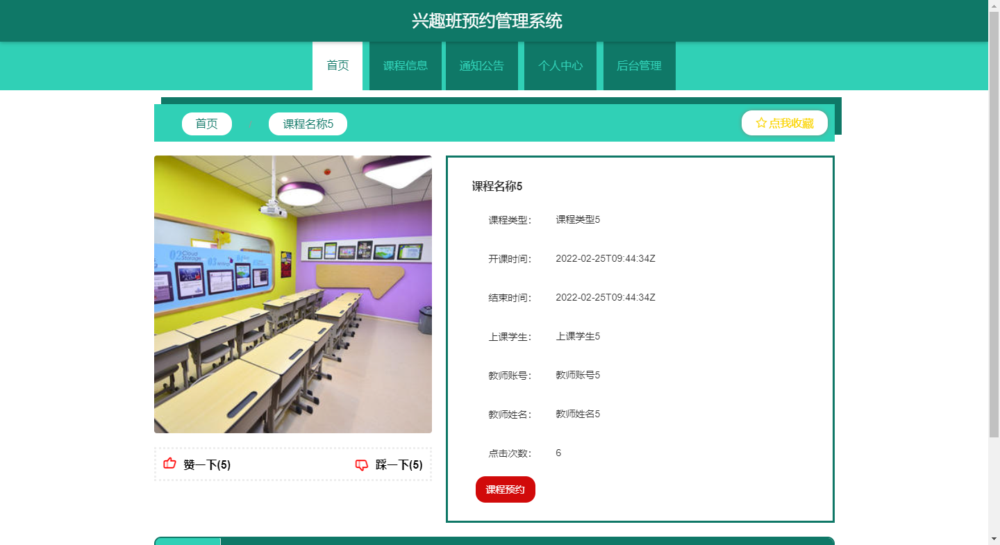 兴趣班预约管理系统
首页
课程信息
通知公告
个人中心
后台管理
首页
课程名称5
点我收藏
02 Cloud Storage
03
课程名称5
课程类型： 课程类型5
开课时间： 2022-02-25T09:44:34Z
结束时间： 2022-02-25T09:44:34Z
上课学生： 上课学生5
教师账号： 教师账号5
教师姓名： 教师姓名5
点击次数： 6
课程预约
赞一下(5)
踩一下(5)